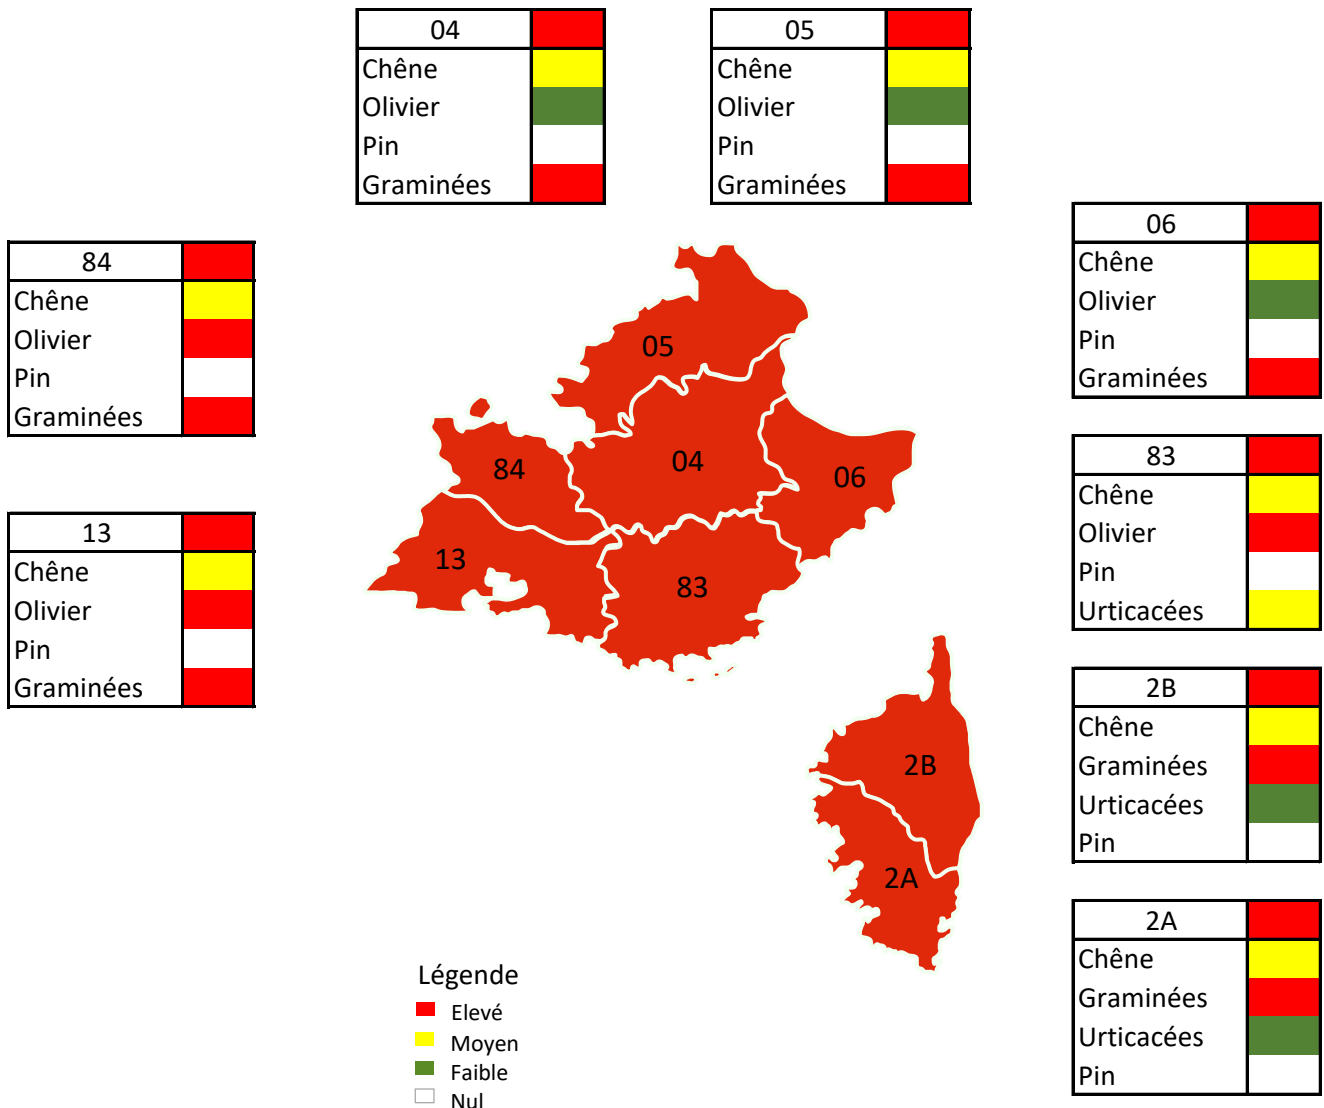 04
Chêne
Olivier
Pin
Graminées
05
Chêne
Olivier
Pin
Graminées
06
Chêne
Olivier
Pin
Graminées
84
Chêne
Olivier
Pin
Graminées
13
Chêne
Olivier
Pin
Graminées
83
Chêne
Olivier
Pin
Urticacées
2B
Chêne
Graminées
Urticacées
Pin
2A
Chêne
Graminées
Urticacées
Pin
05
84
04
06
13
83
2B
2A
Légende
Elevé
Moyen
Faible
Nul